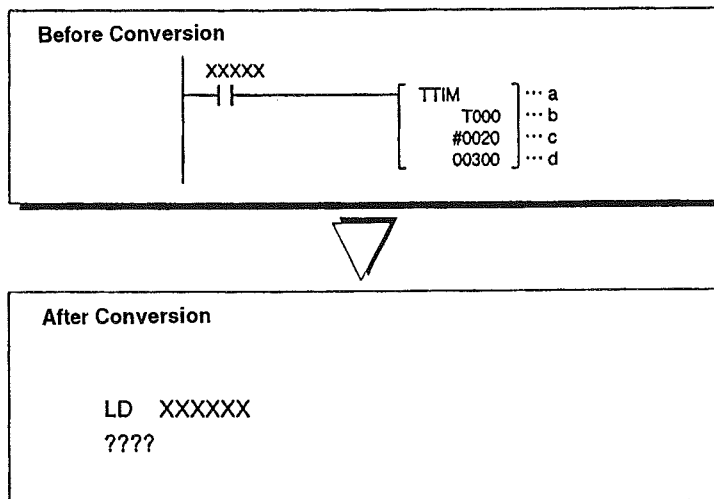 Before Conversion
XXXXX
TTIM ... a
T000 ... b
#0020 ... c
00300 ... d
After Conversion
LD XXXXXX
????